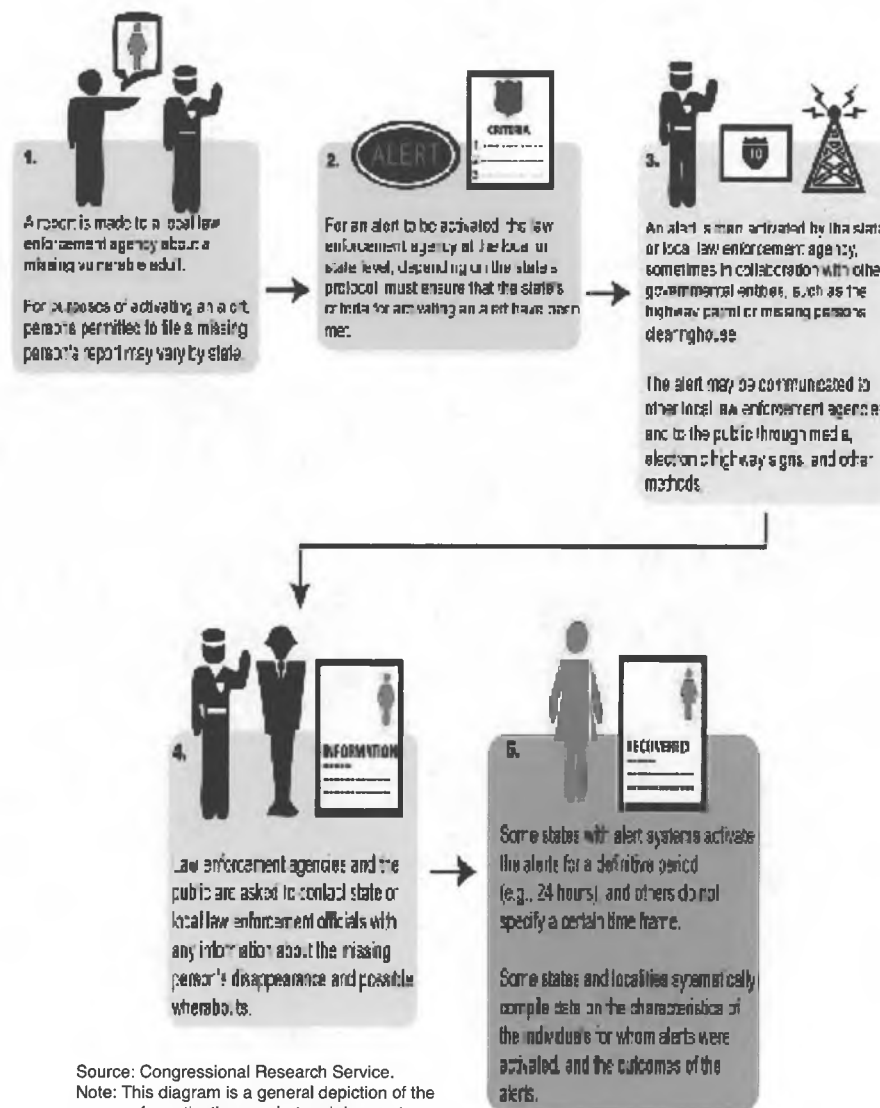 1.
A report is made to a local law
enforcement agency about a
missing vulnerable adult.
For purposes of activating an alert,
persons permitted to file a missing
person's report may vary by state.
2.
ALERT
CRITERIA
1
2
3
For an alert to be activated, the law
enforcement agency at the local or
state level, depending on the state's
protocol, must ensure that the state's
criteria for activating an alert have been
met.
3.
10
An alert is then activated by the state
or local law enforcement agency,
sometimes in collaboration with other
governmental entities, such as the
highway patrol or missing persons
clearinghouse.
The alert may be communicated to
other local law enforcement agencies
and to the public through media,
electronic highway signs, and other
methods.
4.
INFORMATION
Law enforcement agencies and the
public are asked to contact state or
local law enforcement officials with
any information about the missing
person's disappearance and possible
whereabouts.
5.
RECOVERED
Some states with alert systems activate
the alerts for a definitive period
(e.g., 24 hours), and others do not
specify a certain time frame.
Some states and localities systematically
compile data on the characteristics of
the individuals for whom alerts were
activated, and the outcomes of the
alerts.
Source: Congressional Research Service.
Note: This diagram is a general depiction of the